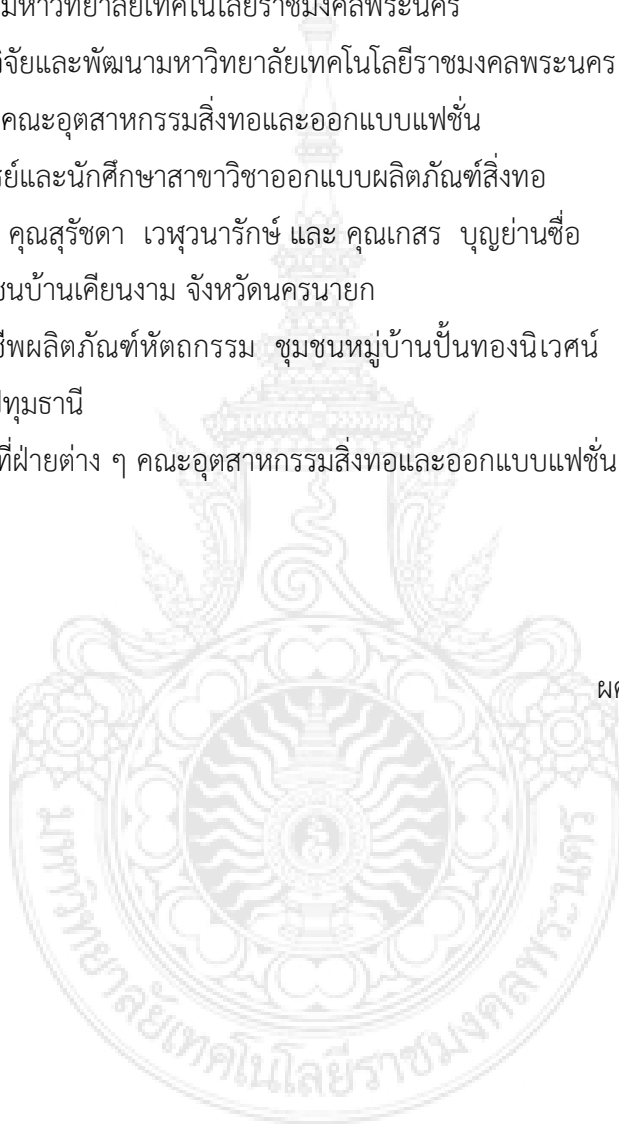 มหาวิทยาลัยเทคโนโลยีราชมงคลพระนคร
วิจัยและพัฒนามหาวิทยาลัยเทคโนโลยีราชมงคลพระนคร
คณะอุตสาหกรรมสิ่งทอและออกแบบแฟชั่น
และนักศึกษาสาขาวิชาออกแบบผลิตภัณฑ์สิ่งทอ
คุณสุรัชดา เวฬุวนารักษ์ และ คุณเกสร บุญย่านซื่อ
ชนบ้านเคียนงาม จังหวัดนครนายก
ชีพผลิตภัณฑ์หัตถกรรม ชุมชนหมู่บ้านปิ้นทองนิเวศน์
ปทุมธานี
ที่ฝ่ายต่าง ๆ คณะอุตสาหกรรมสิ่งทอและออกแบบแฟชั่น
ผศ
มหาวิทยาลัยเทคโนโลยีราชมงคลพระนคร